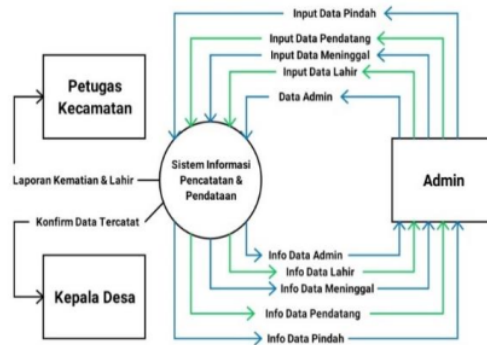 Input Data Pindah
Input Data Pendatang
Input Data Meninggal
Input Data Lahir
Data Admin
Petugas
Kecamatan
Sistem Informasi
Pencatatan &
Pendataan
Admin
Laporan Kematian & Lahir
Konfirm Data Tercatat
Kepala Desa
Info Data Admin
Info Data Lahir
Info Data Meninggal
Info Data Pendatang
Info Data Pindah